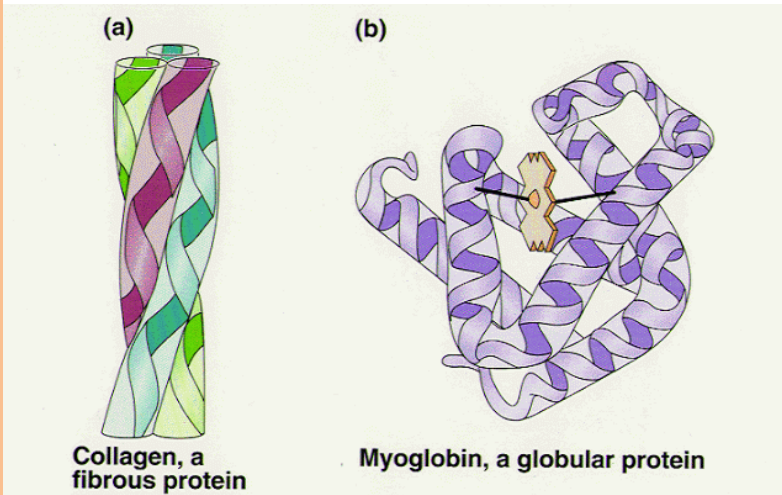 (a)
(b)
Collagen, a
fibrous protein
Myoglobin, a globular protein